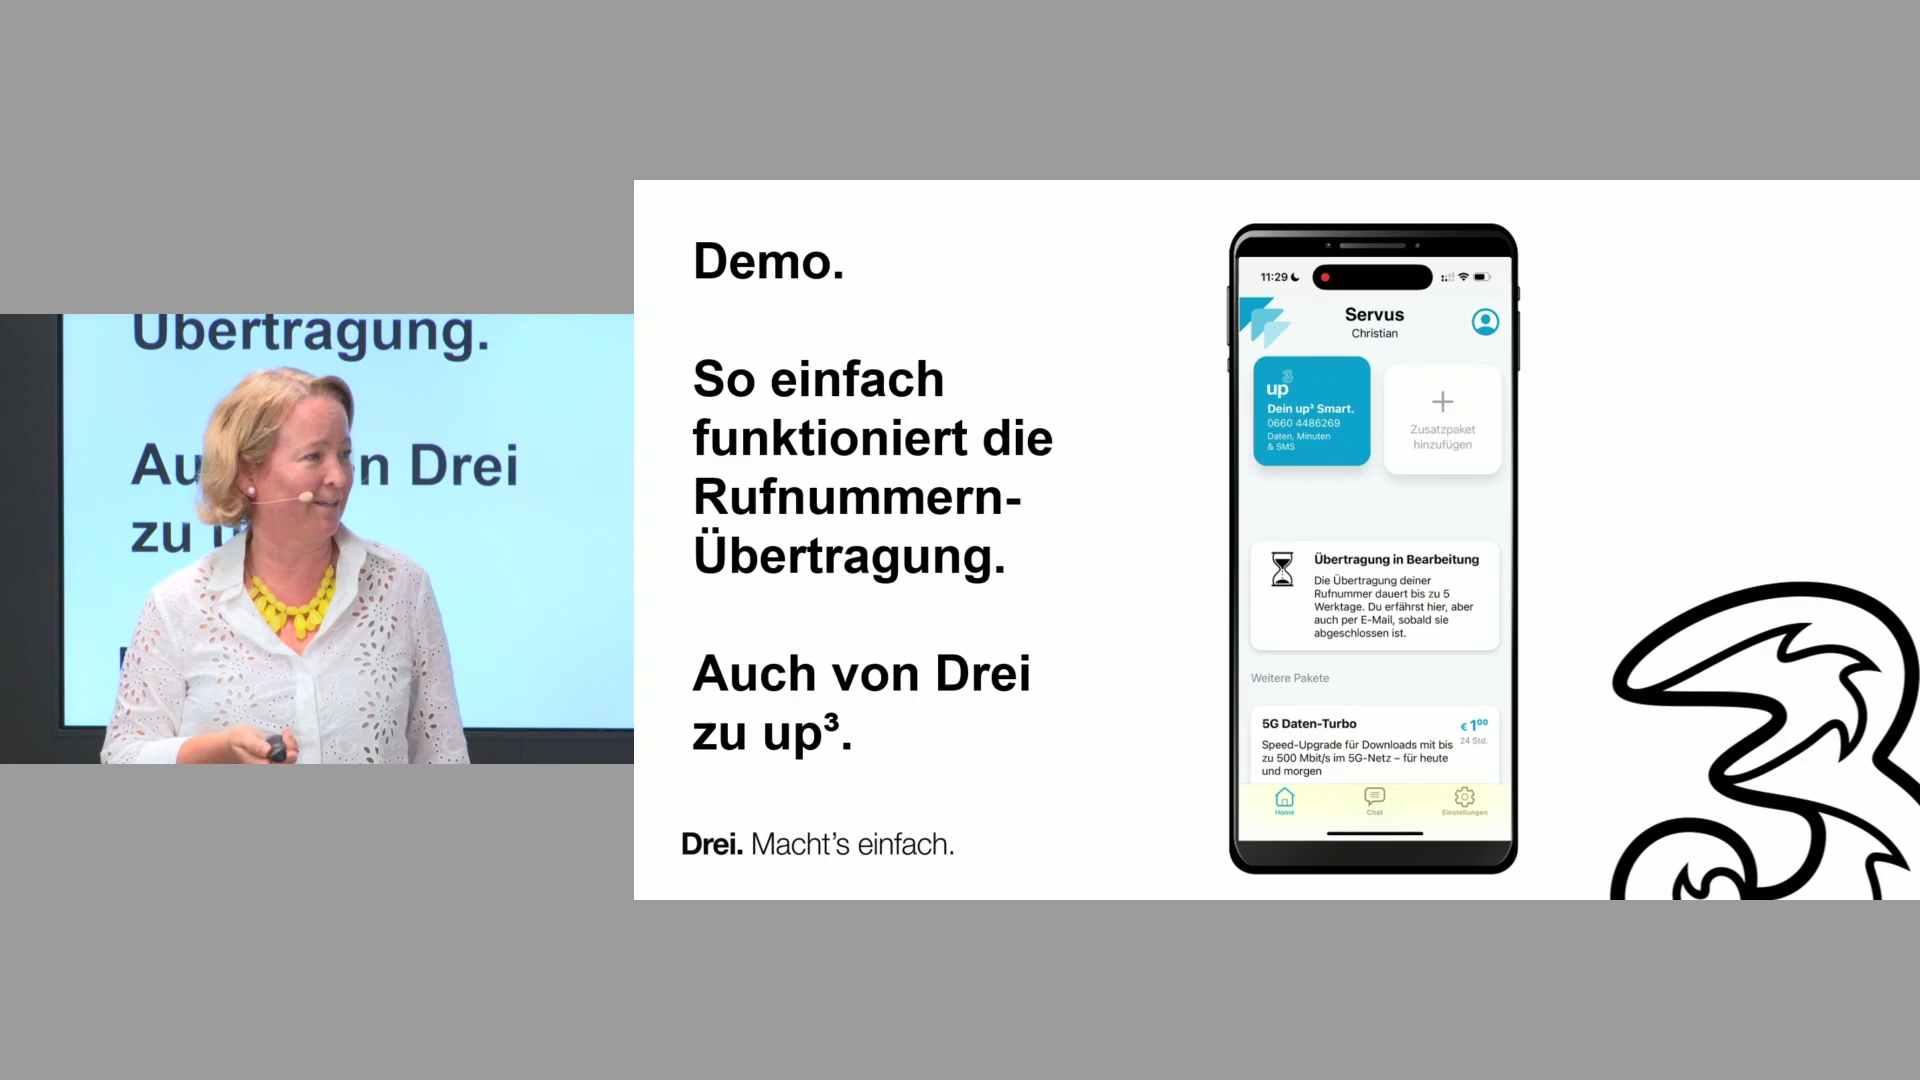 Übertragung.
Au
n Drei
zu u
Demo.
So einfach
funktioniert die
Rufnummern-
Übertragung.
Auch von Drei
zu up³.
Drei. Macht's einfach.
11:29
Servus
Christian
3
up
Dein up³ Smart.
0660 4486269
Daten, Minuten
& SMS
Zusatzpaket
hinzufügen
Übertragung in Bearbeitung
Die Übertragung deiner
Rufnummer dauert bis zu 5
Werktage. Du erfährst hier, aber
auch per E-Mail, sobald sie
abgeschlossen ist.
Weitere Pakete
5G Daten-Turbo
€ 1⁰⁰
24 Std.
Speed-Upgrade für Downloads mit bis
zu 500 Mbit/s im 5G-Netz – für heute
und morgen
Home
Chat
Einstellungen